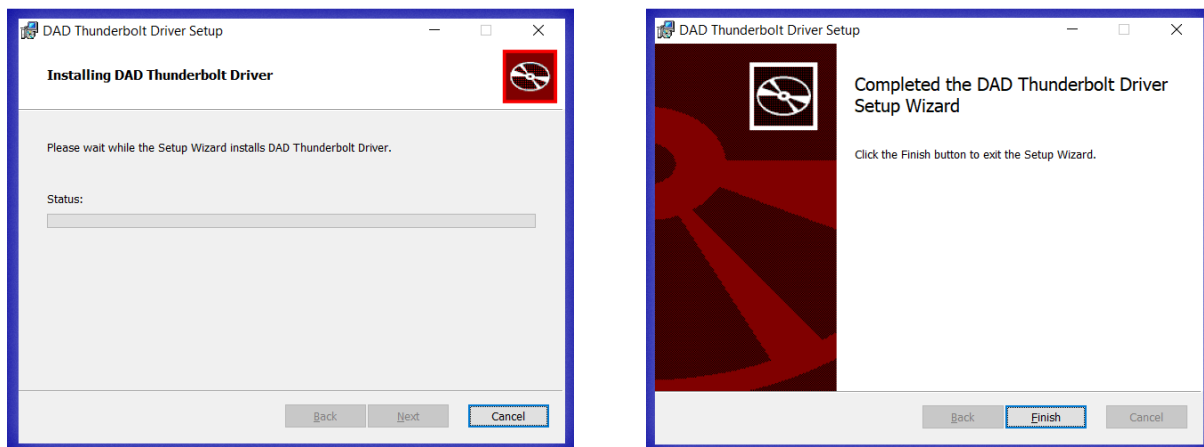 DAD Thunderbolt Driver Setup
Installing DAD Thunderbolt Driver
Please wait while the Setup Wizard installs DAD Thunderbolt Driver.
Status:
Back Next Cancel
DAD Thunderbolt Driver Setup
Completed the DAD Thunderbolt Driver
Setup Wizard
Click the Finish button to exit the Setup Wizard.
Back Finish Cancel